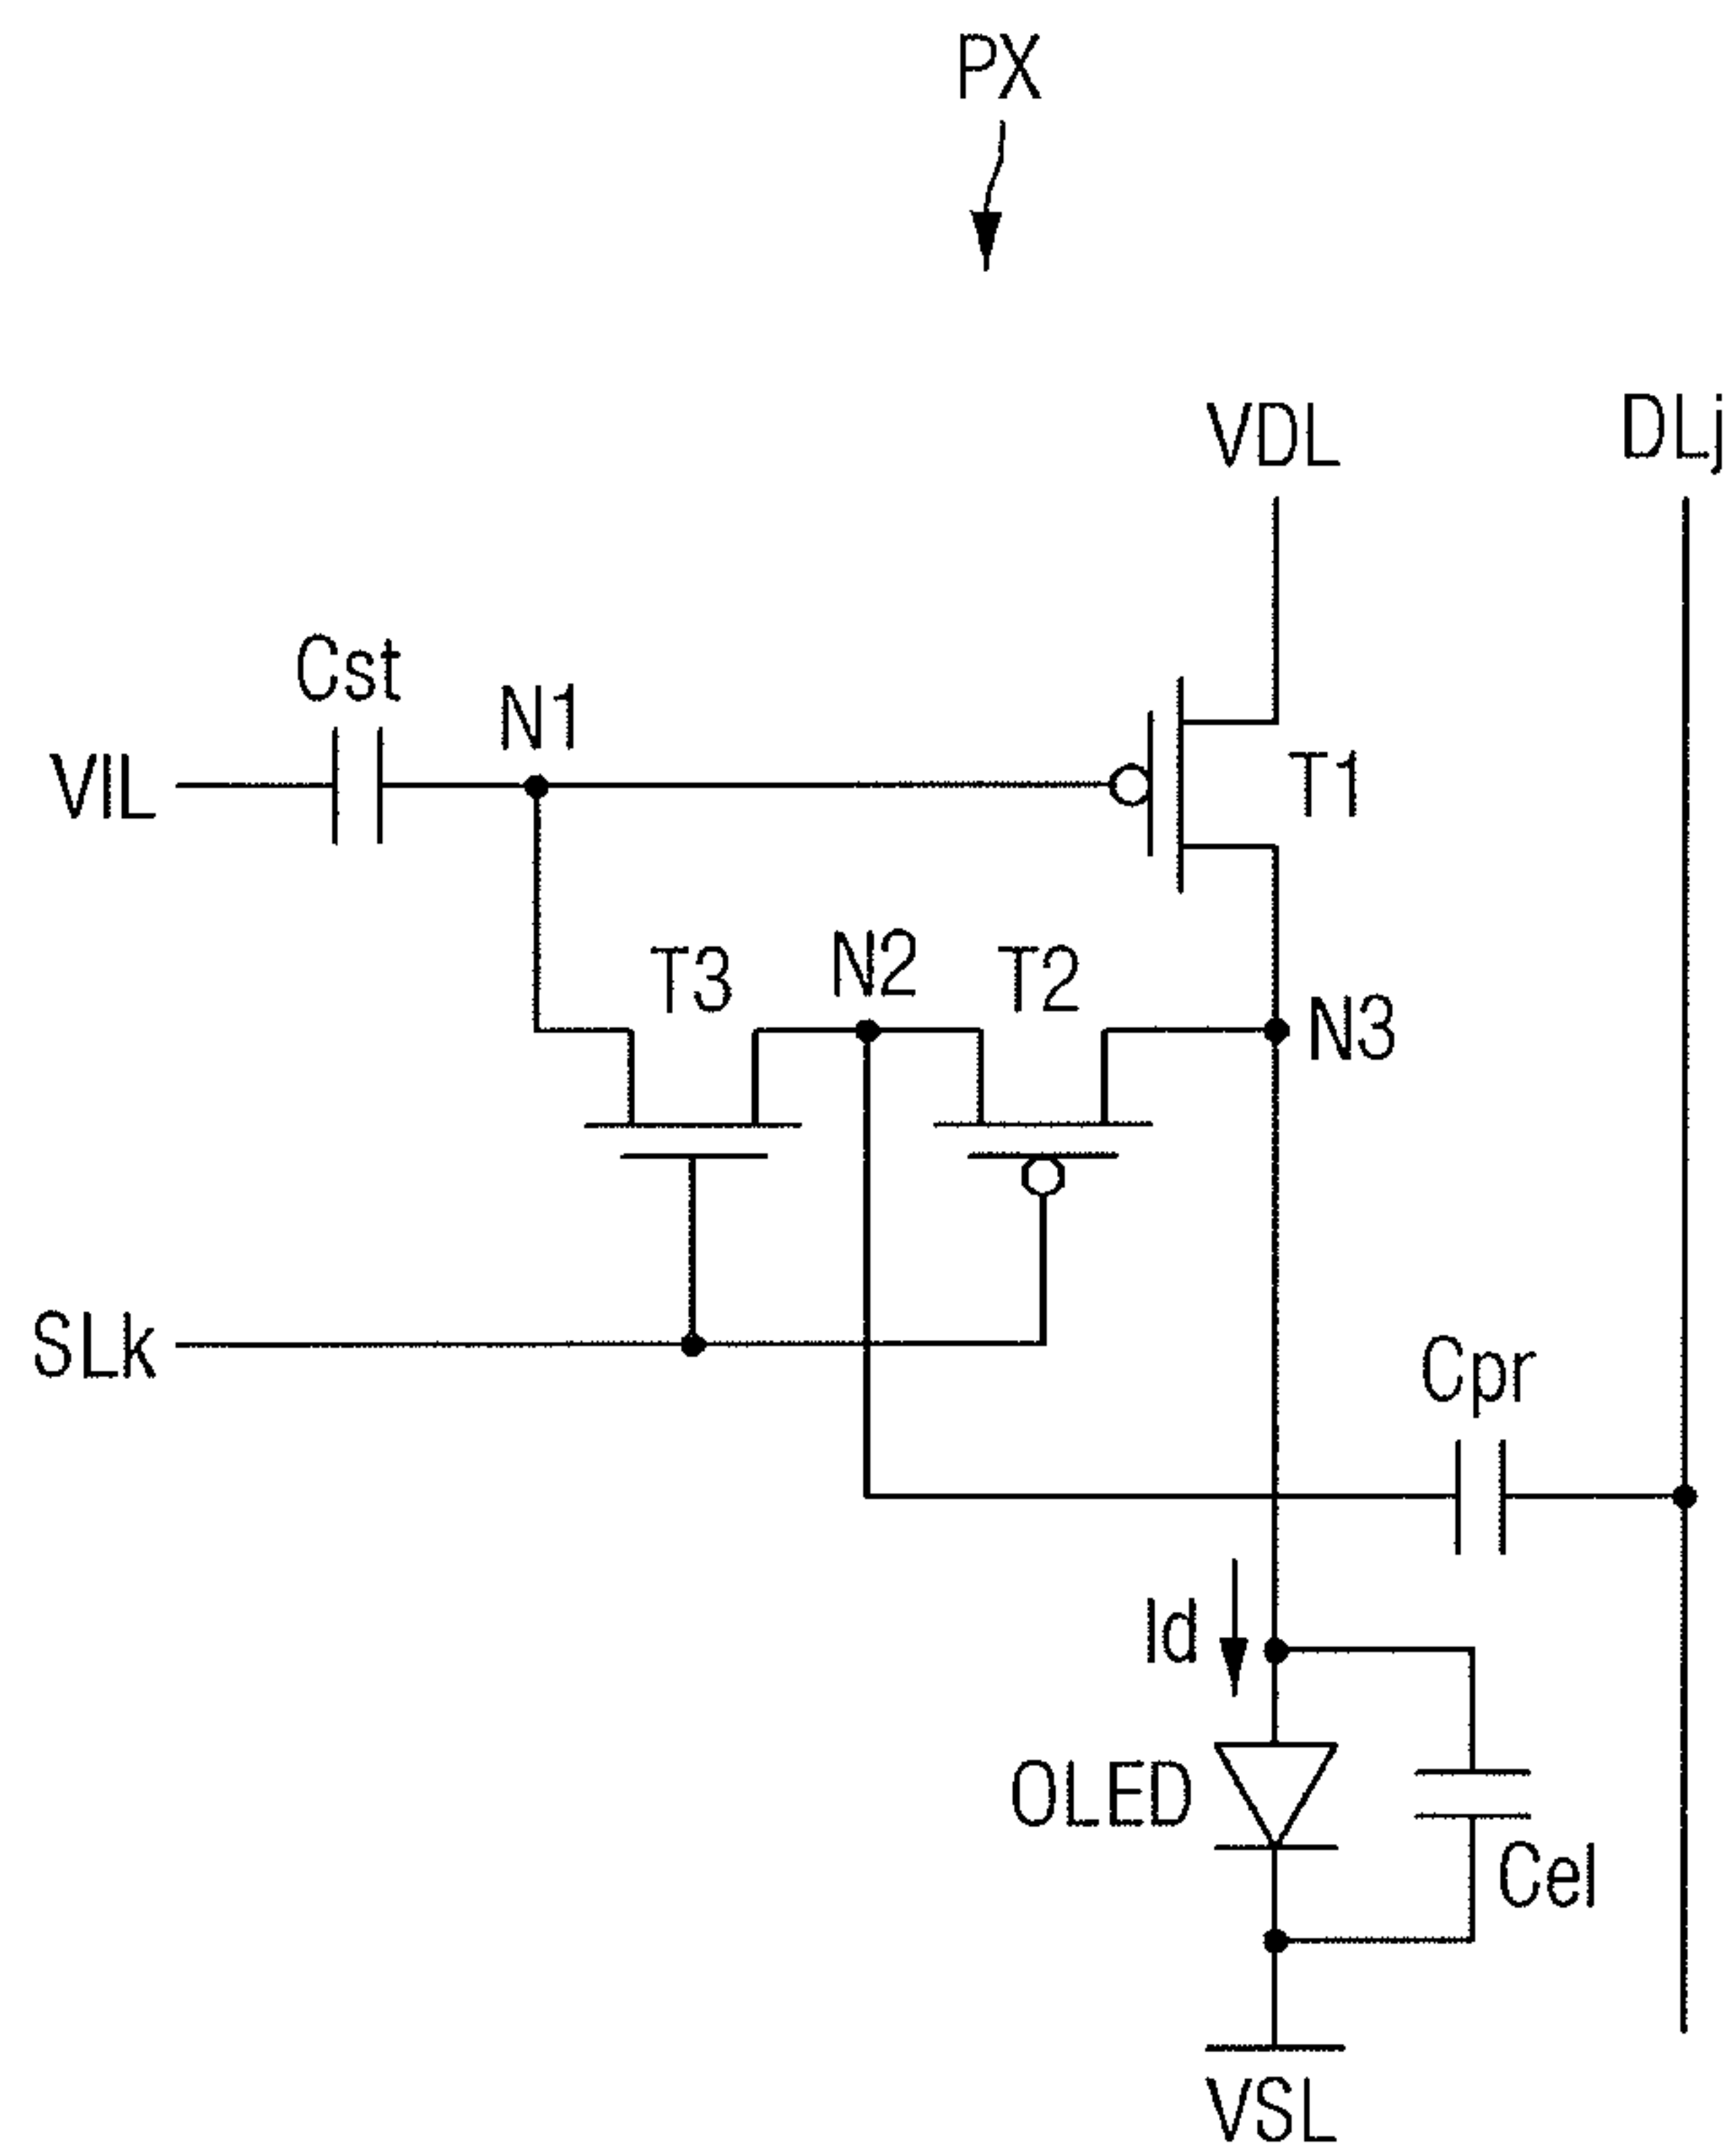 PX
VDL
DLj
Cst
N1
VIL
T1
T3
N2
T2
N3
SLk
Cpr
Id
OLED
Cel
VSL